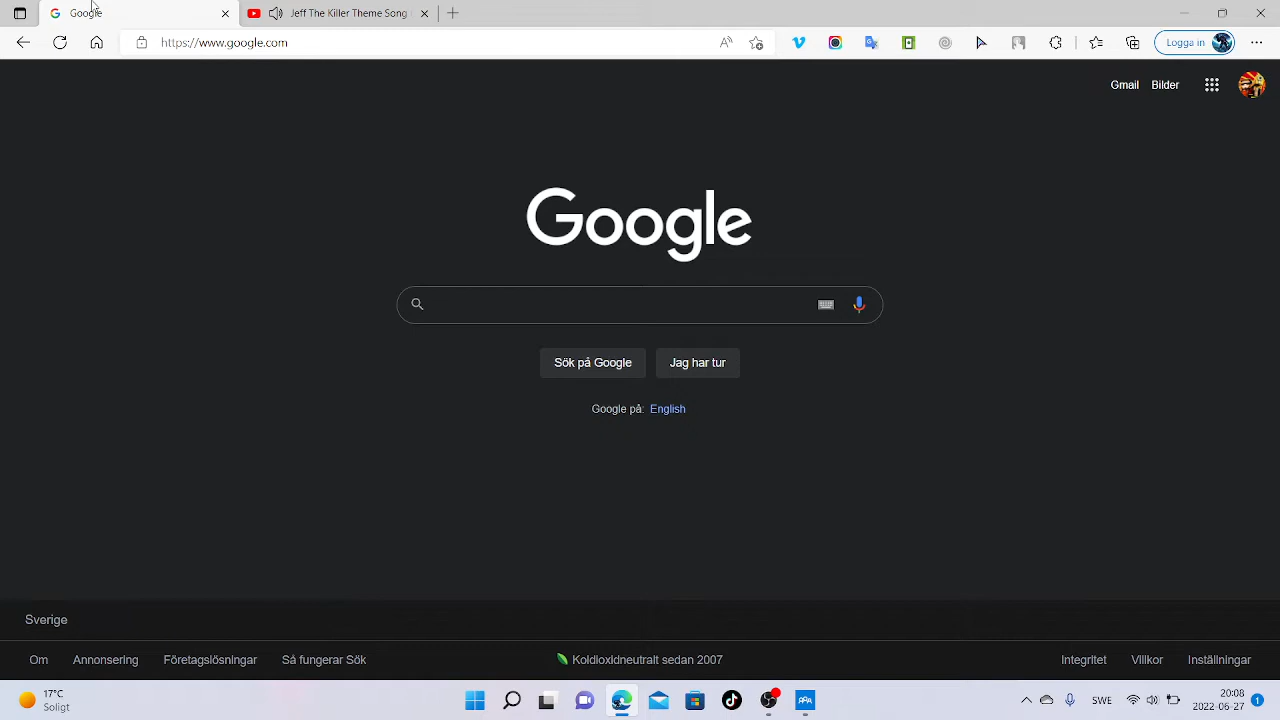 Google
Jeff The Killer Theme Song
https://www.google.com
Logga in
Gmail Bilder
Google
Sök på Google Jag har tur
Google på: English
Sverige
Om Annonsering Företagslösningar Så fungerar Sök Koldioxidneutralt sedan 2007 Integritet Villkor Inställningar
17°C
Soligt
SWE
20:08
2022-06-27
1